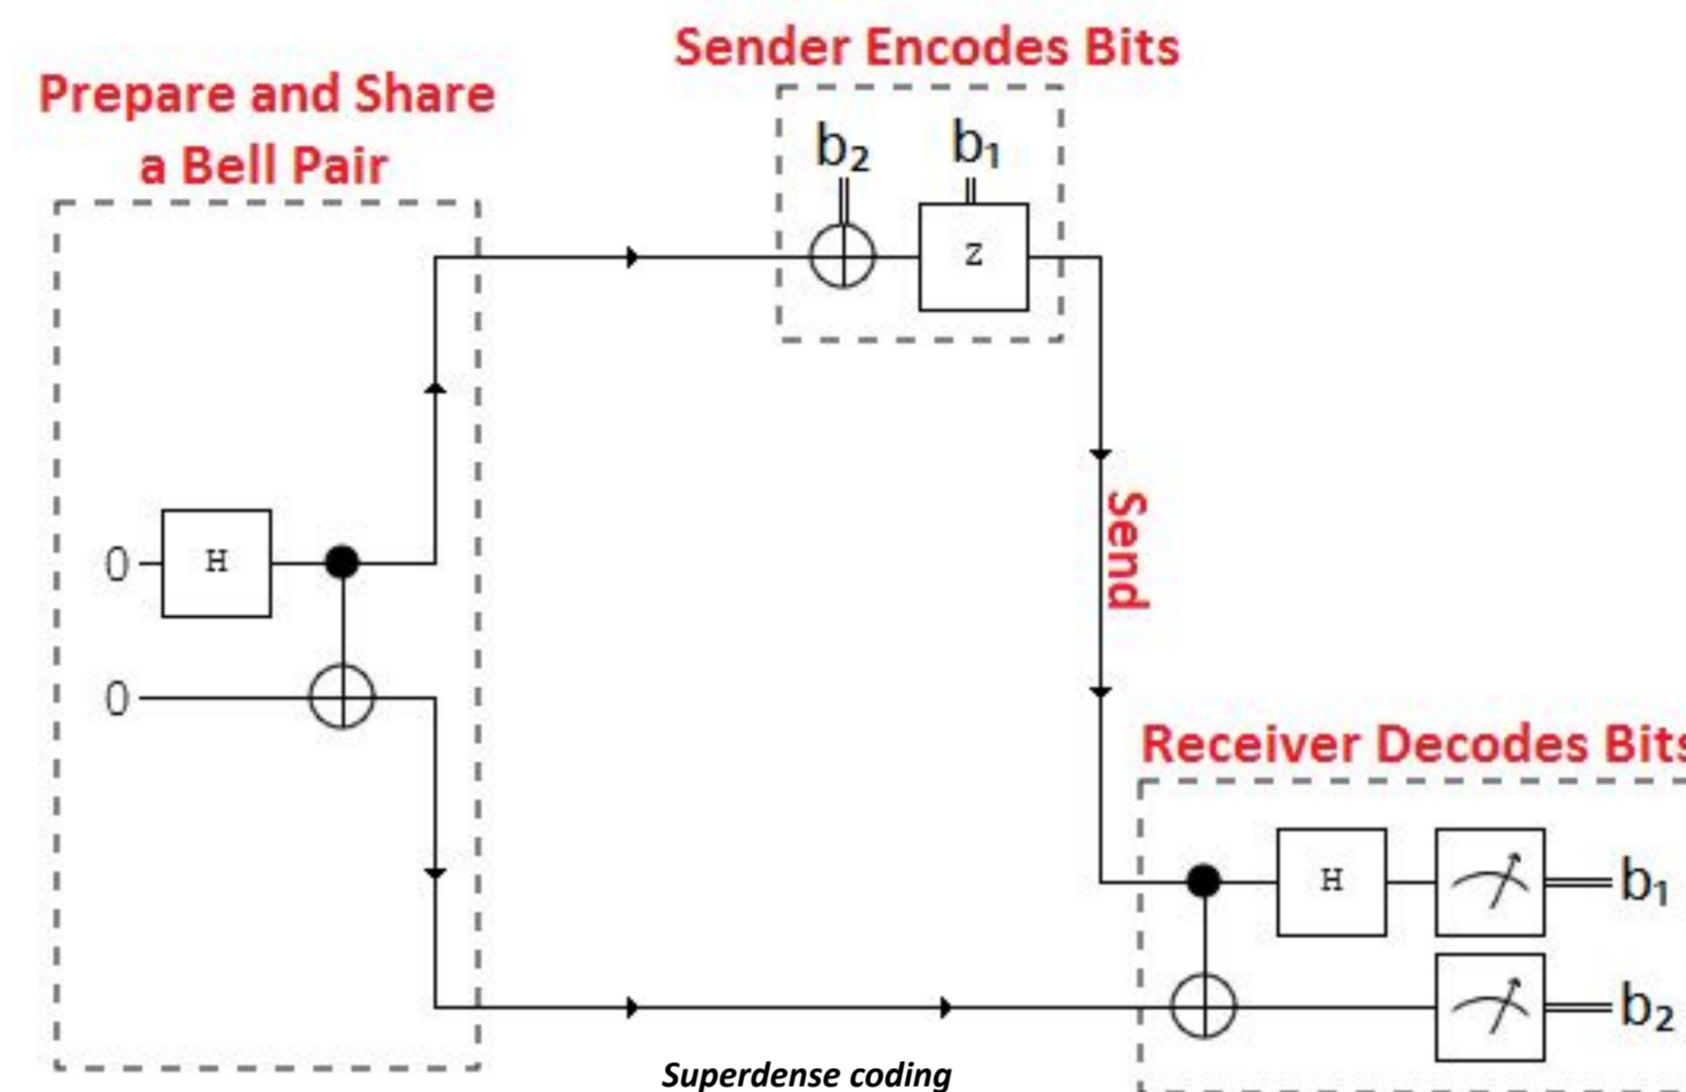 Sender Encodes Bits
Prepare and Share
a Bell Pair
b₂ b₁
Z
Send
0 H
0
Receiver Decodes Bits
H b₁
b₂
Superdense coding